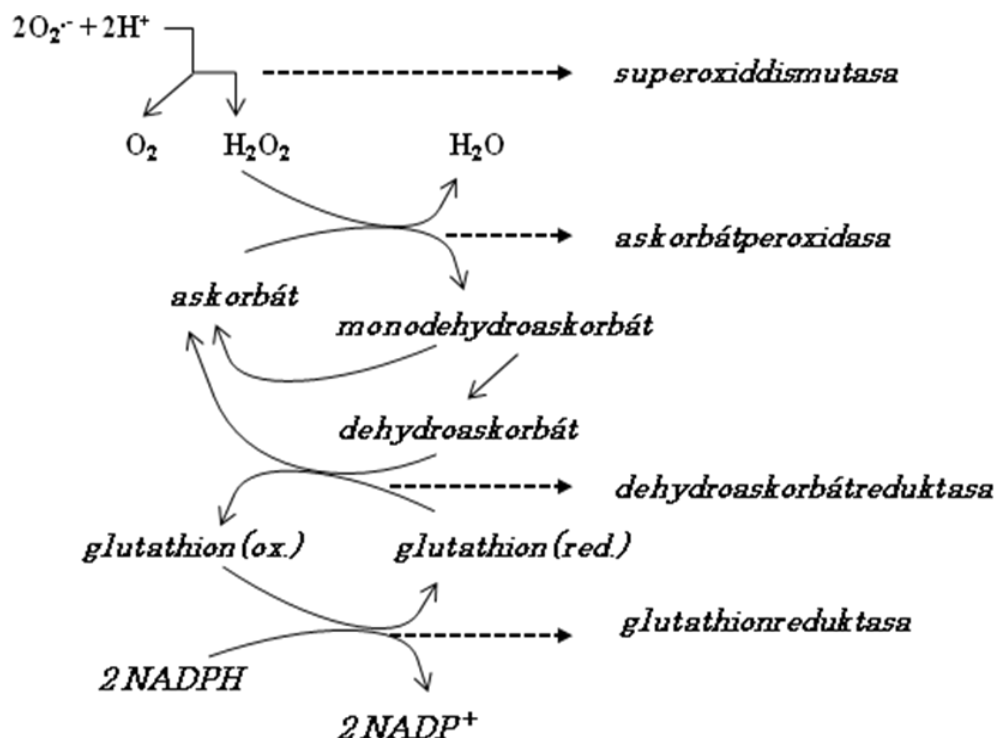 2O₂·⁻ + 2H⁺
superoxiddismutasa
O₂ H₂O₂ H₂O
askorbátperoxidasa
askorbát
monodehydroaskorbát
dehydroaskorbát
dehydroaskorbátreduktasa
glutathion (ox.) glutathion (red.)
glutathionreduktasa
2 NADPH
2 NADP⁺